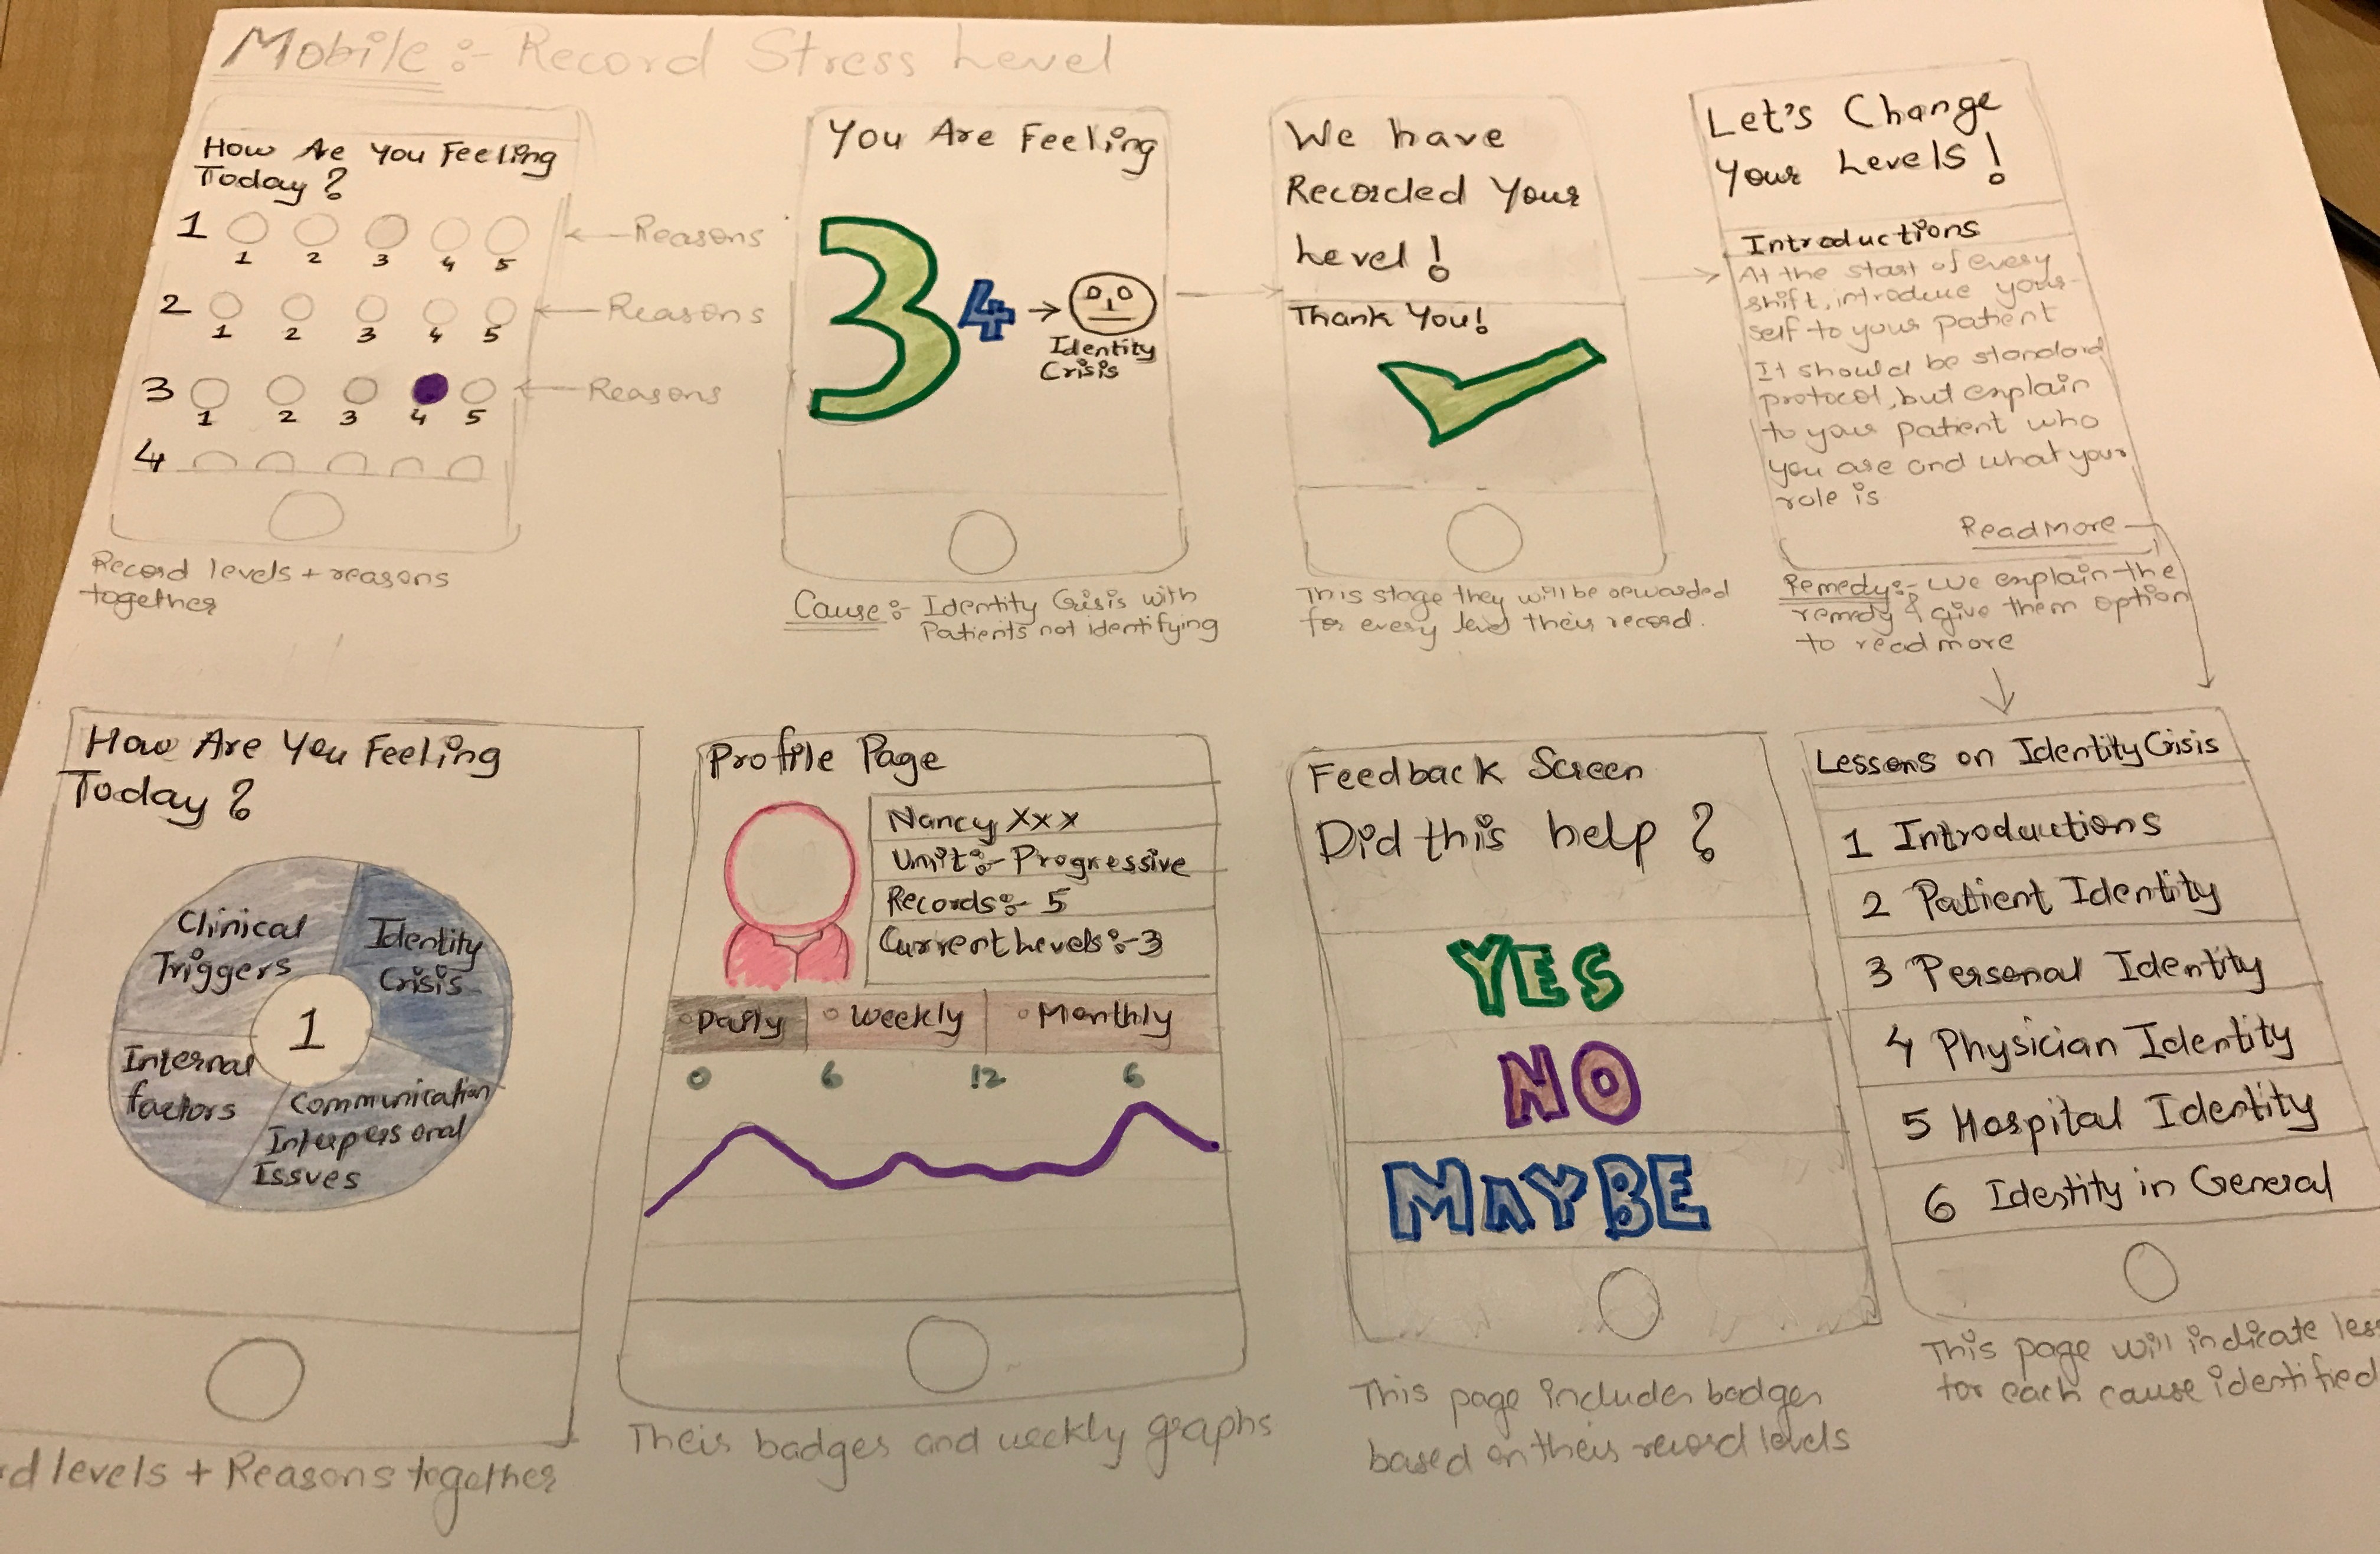 Mobile :- Record Stress Level
How Are You Feeling
Today ?
1
1 2 3 4 5
← Reasons
2
1 2 3 4 5
← Reasons
3
1 2 3 4 5
← Reasons
4
Record levels + reasons
together
You Are Feeling
3 4 →
Identity
Crisis
Cause :- Identity Crisis with
Patients not identifying
We have
Recorded Your
Level !
Thank You!
This stage they will be rewarded
for every level their record.
Let's Change
Your Levels !
Introductions
At the start of every
shift, introduce your-
self to your patient
It should be standard
protocol, but explain
to your patient who
you are and what your
role is
Read More
Remedy :- We explain the
remedy & give them option
to read more
How Are You Feeling
Today ?
Clinical
Triggers
Identity
Crisis
1
Internal
factors
Communication
Interpersonal
Issues
rd levels + Reasons together
Profile Page
Nancy Xxx
Unit :- Progressive
Records :- 5
Current Levels :- 3
Daily Weekly Monthly
0 6 12 6
Their badges and weekly graphs
Feedback Screen
Did this help ?
YES
NO
MAYBE
This page includes badges
based on their record levels
Lessons on Identity Crisis
1 Introductions
2 Patient Identity
3 Personal Identity
4 Physician Identity
5 Hospital Identity
6 Identity in General
This page will indicate les
for each cause identified